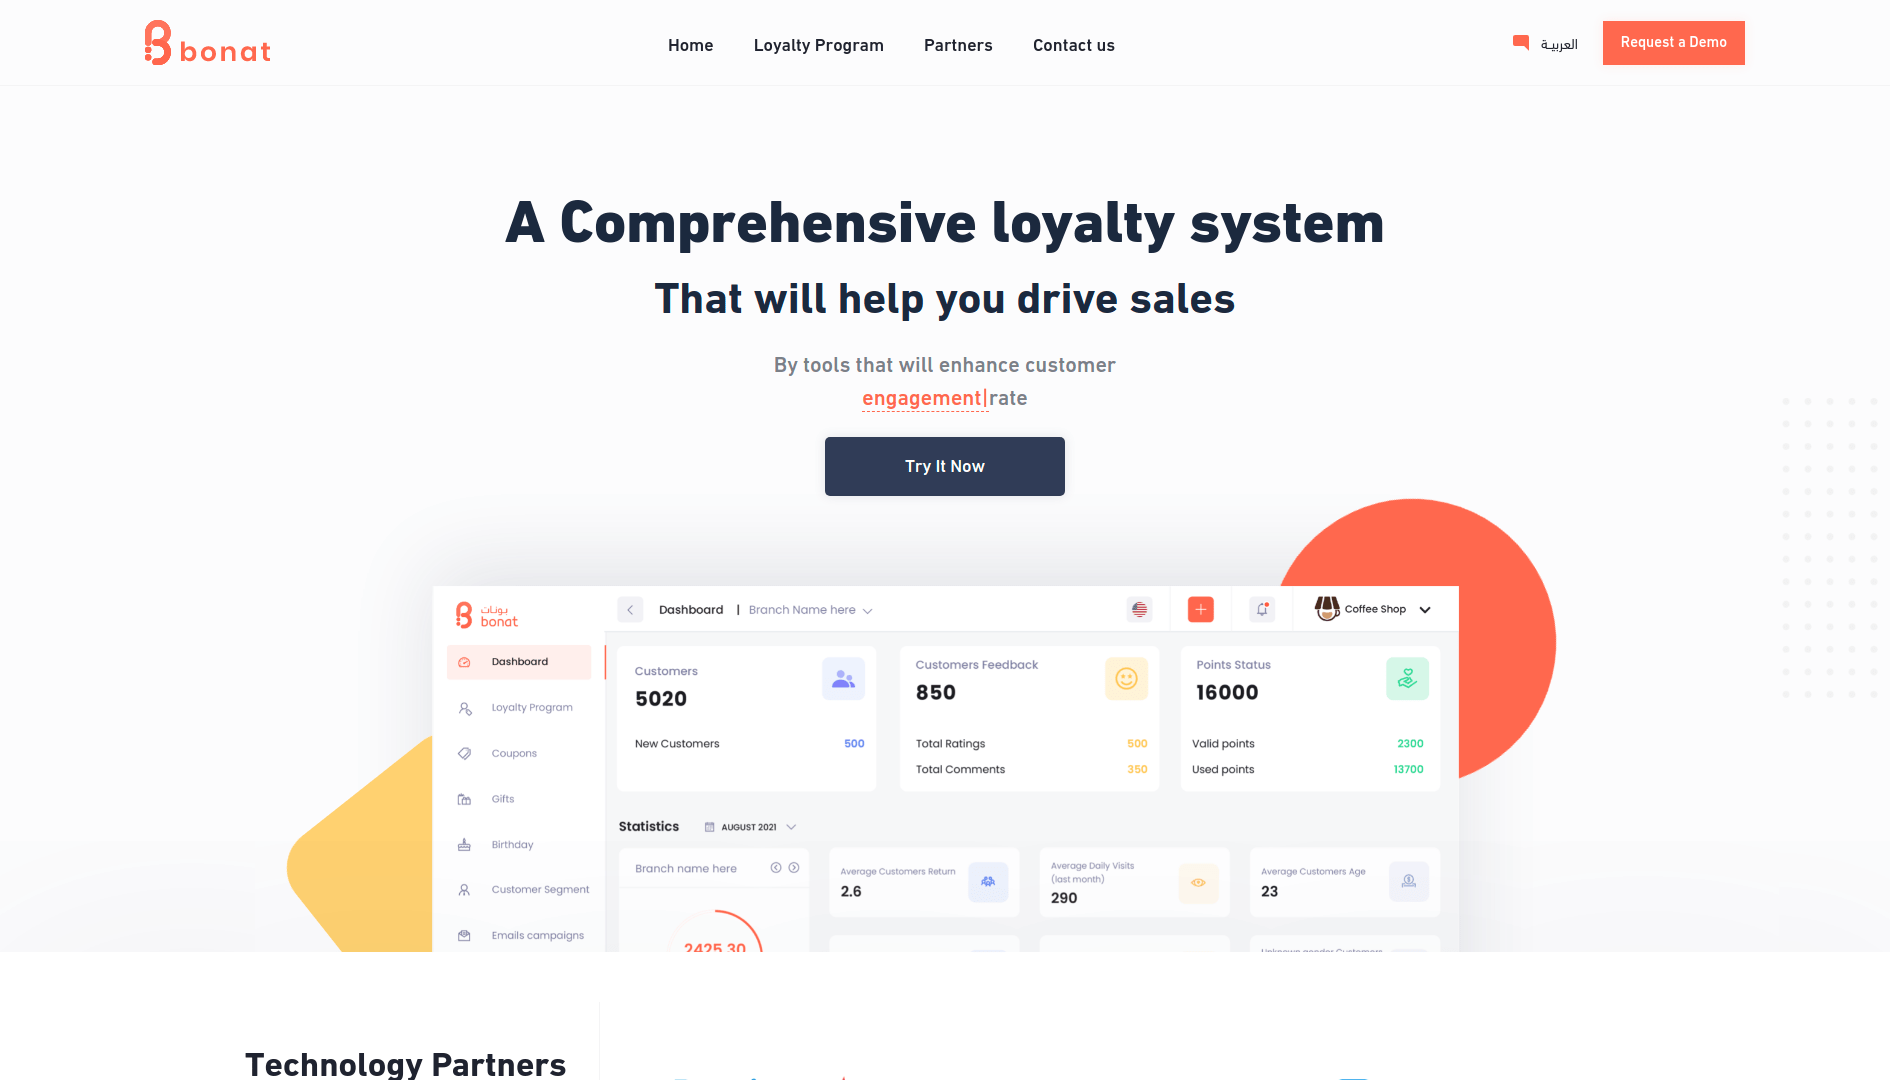 bonat
Home
Loyalty Program
Partners
Contact us
العربيـة
Request a Demo
A Comprehensive loyalty system
That will help you drive sales
By tools that will enhance customer
engagement|rate
Try It Now
بونات
bonat
Dashboard | Branch Name here
Coffee Shop
Dashboard
Loyalty Program
Coupons
Gifts
Birthday
Customer Segment
Emails campaigns
Customers
5020
New Customers 500
Customers Feedback
850
Total Ratings 500
Total Comments 350
Points Status
16000
Valid points 2300
Used points 13700
Statistics
AUGUST 2021
Branch name here
2425.30
Average Customers Return
2.6
Average Daily Visits
(last month)
290
Average Customers Age
23
Unknown gender Customers
Technology Partners